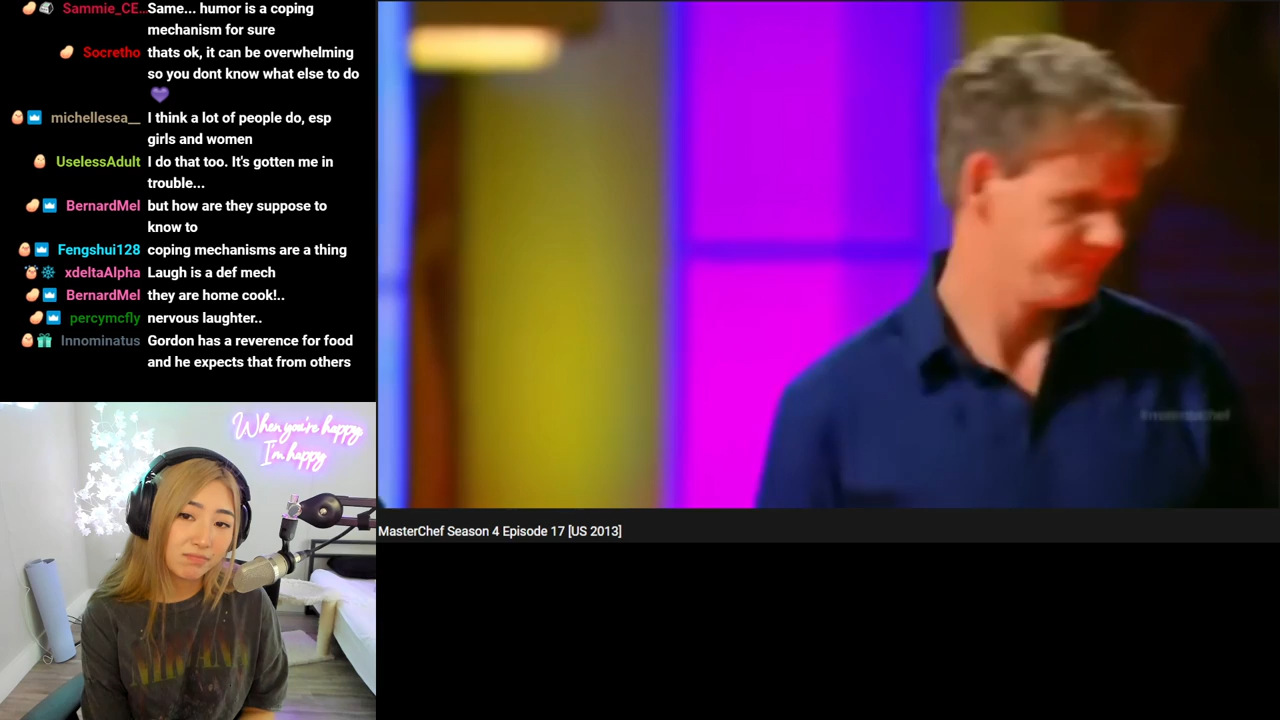 Sammie_CE... Same... humor is a coping
mechanism for sure
Socretho thats ok, it can be overwhelming
so you dont know what else to do
michellesea__ I think a lot of people do, esp
girls and women
UselessAdult I do that too. It's gotten me in
trouble...
BernardMel but how are they suppose to
know to
Fengshui128 coping mechanisms are a thing
xdeltaAlpha Laugh is a def mech
BernardMel they are home cook!..
percymcfly nervous laughter..
Innominatus Gordon has a reverence for food
and he expects that from others
When you're happy
I'm happy
NIRVANA
MasterChef Season 4 Episode 17 [US 2013]